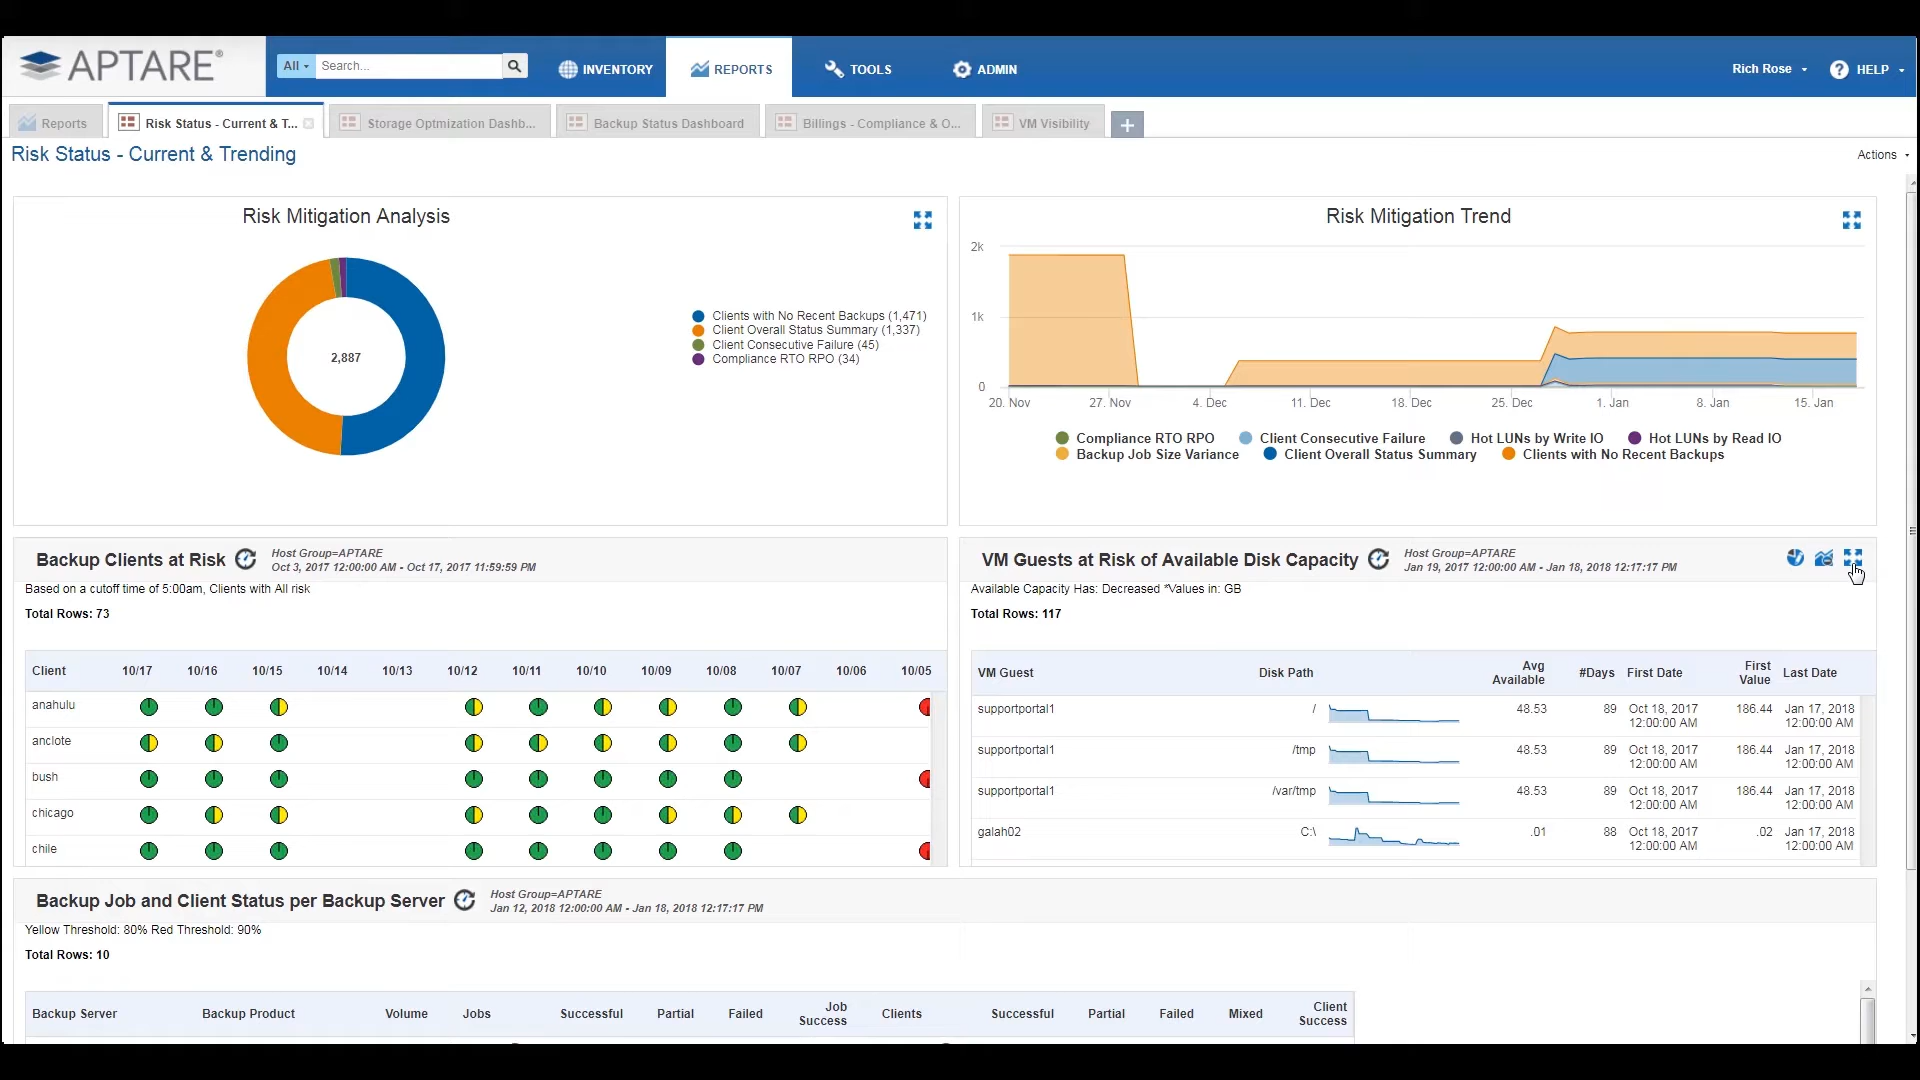 APTARE®
All Search...
INVENTORY
REPORTS
TOOLS
ADMIN
Rich Rose
? HELP
Reports
Risk Status - Current & T...
Storage Optmization Dashb...
Backup Status Dashboard
Billings - Compliance & O...
VM Visibility
+
Risk Status - Current & Trending
Actions
Risk Mitigation Analysis
2,887
Clients with No Recent Backups (1,471)
Client Overall Status Summary (1,337)
Client Consecutive Failure (45)
Compliance RTO RPO (34)
Risk Mitigation Trend
2k
1k
0
20. Nov 27. Nov 4. Dec 11. Dec 18. Dec 25. Dec 1. Jan 8. Jan 15. Jan
Compliance RTO RPO Client Consecutive Failure Hot LUNs by Write IO Hot LUNs by Read IO
Backup Job Size Variance Client Overall Status Summary Clients with No Recent Backups
Backup Clients at Risk
Host Group=APTARE
Oct 3, 2017 12:00:00 AM - Oct 17, 2017 11:59:59 PM
Based on a cutoff time of 5:00am, Clients with All risk
Total Rows: 73
Client 10/17 10/16 10/15 10/14 10/13 10/12 10/11 10/10 10/09 10/08 10/07 10/06 10/05
anahulu
anclote
bush
chicago
chile
VM Guests at Risk of Available Disk Capacity
Host Group=APTARE
Jan 19, 2017 12:00:00 AM - Jan 18, 2018 12:17:17 PM
Available Capacity Has: Decreased *Values in: GB
Total Rows: 117
VM Guest Disk Path Avg Available #Days First Date First Value Last Date
supportportal1 / 48.53 89 Oct 18, 2017 186.44 Jan 17, 2018
12:00:00 AM 12:00:00 AM
supportportal1 /tmp 48.53 89 Oct 18, 2017 186.44 Jan 17, 2018
12:00:00 AM 12:00:00 AM
supportportal1 /var/tmp 48.53 89 Oct 18, 2017 186.44 Jan 17, 2018
12:00:00 AM 12:00:00 AM
galah02 C:\ .01 88 Oct 18, 2017 .02 Jan 17, 2018
12:00:00 AM 12:00:00 AM
Backup Job and Client Status per Backup Server
Host Group=APTARE
Jan 12, 2018 12:00:00 AM - Jan 18, 2018 12:17:17 PM
Yellow Threshold: 80% Red Threshold: 90%
Total Rows: 10
Backup Server Backup Product Volume Jobs Successful Partial Failed Job Success Clients Successful Partial Failed Mixed Client Success